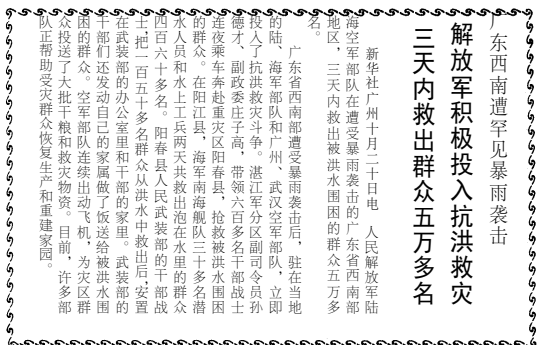 广东西南遭罕见暴雨袭击
解放军积极投入抗洪救灾
三天内救出群众五万多名
新华社广州十月二十日电　人民解放军陆
海空军部队在遭受暴雨袭击的广东省西南部
地区，三天内救出被洪水围困的群众五万多
名。
广东省西南部遭受暴雨袭击后，驻在当地
的陆、海军部队和广州、武汉空军部队，立即
投入了抗洪救灾斗争。湛江军分区副司令员孙
德才、副政委庄子高，带领六百多名干部战士
连夜乘车奔赴重灾区阳春县，抢救被洪水围困
的群众。在阳江县，海军南海舰队三十多名潜
水人员和水上工兵两天共救出泡在水里的群众
四百六十多名。阳春县人民武装部的干部战
士，把一百五十多名群众从洪水中救出后，安置
在武装部的办公室里和干部的家里。武装部的
干部们还发动自己的家属做了饭送给被洪水围
困的群众。空军部队连续出动飞机，为灾区群
众投送了大批干粮和救灾物资。目前，许多部
队正帮助受灾群众恢复生产和重建家园。